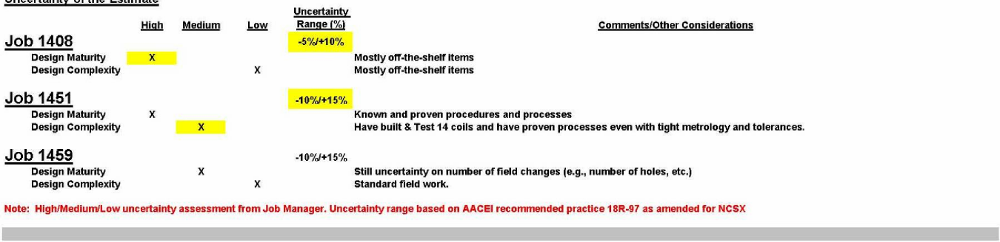 Uncertainty of the Estimate
High Medium Low Uncertainty Range (%) Comments/Other Considerations
Job 1408 -5%/+10%
Design Maturity X Mostly off-the-shelf items
Design Complexity X Mostly off-the-shelf items
Job 1451 -10%/+15%
Design Maturity X Known and proven procedures and processes
Design Complexity X Have built & Test 14 coils and have proven processes even with tight metrology and tolerances.
Job 1459 -10%/+15%
Design Maturity X Still uncertainty on number of field changes (e.g., number of holes, etc.)
Design Complexity X Standard field work.
Note: High/Medium/Low uncertainty assessment from Job Manager. Uncertainty range based on AACEI recommended practice 18R-97 as amended for NCSX